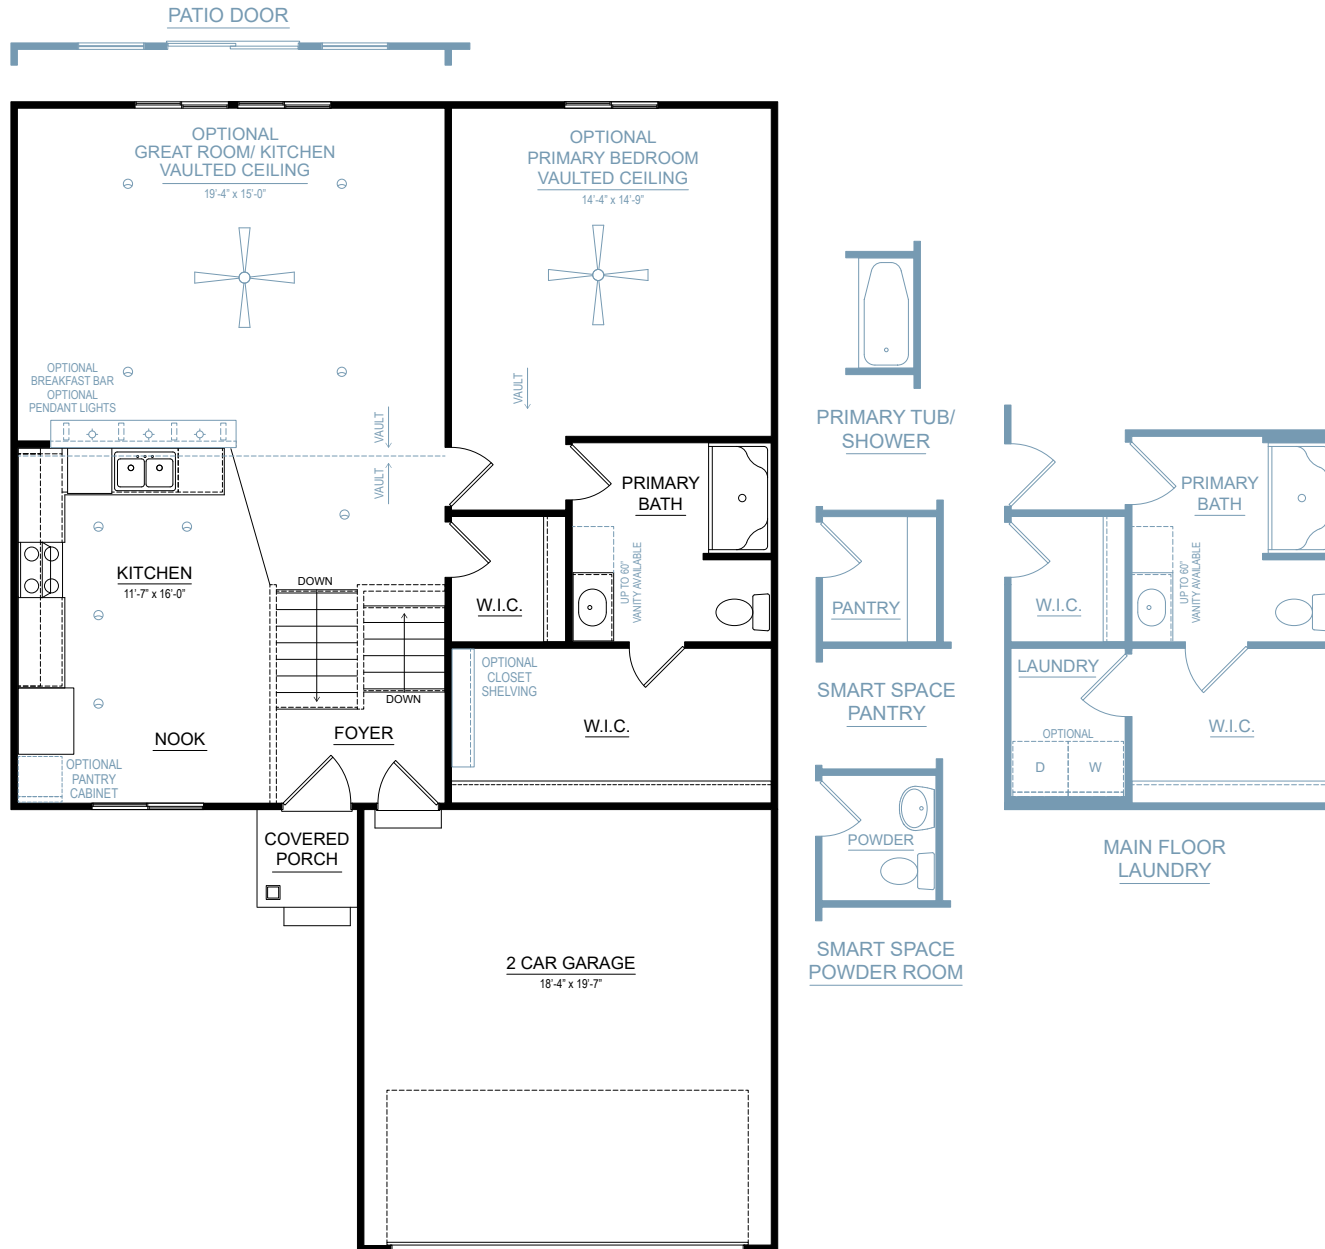 PATIO DOOR
OPTIONAL
GREAT ROOM/ KITCHEN
VAULTED CEILING
19'-4" x 15'-0"
OPTIONAL
PRIMARY BEDROOM
VAULTED CEILING
14'-4" x 14'-9"
OPTIONAL
BREAKFAST BAR
OPTIONAL
PENDANT LIGHTS
VAULT
VAULT
VAULT
KITCHEN
11'-7" x 16'-0"
DOWN
DOWN
W.I.C.
PRIMARY
BATH
UP TO 60"
VANITY AVAILABLE
OPTIONAL
CLOSET
SHELVING
W.I.C.
FOYER
NOOK
OPTIONAL
PANTRY
CABINET
COVERED
PORCH
2 CAR GARAGE
18'-4" x 19'-7"
PRIMARY TUB/
SHOWER
PANTRY
SMART SPACE
PANTRY
POWDER
SMART SPACE
POWDER ROOM
PRIMARY
BATH
UP TO 60"
VANITY AVAILABLE
W.I.C.
LAUNDRY
OPTIONAL
D
W
W.I.C.
MAIN FLOOR
LAUNDRY